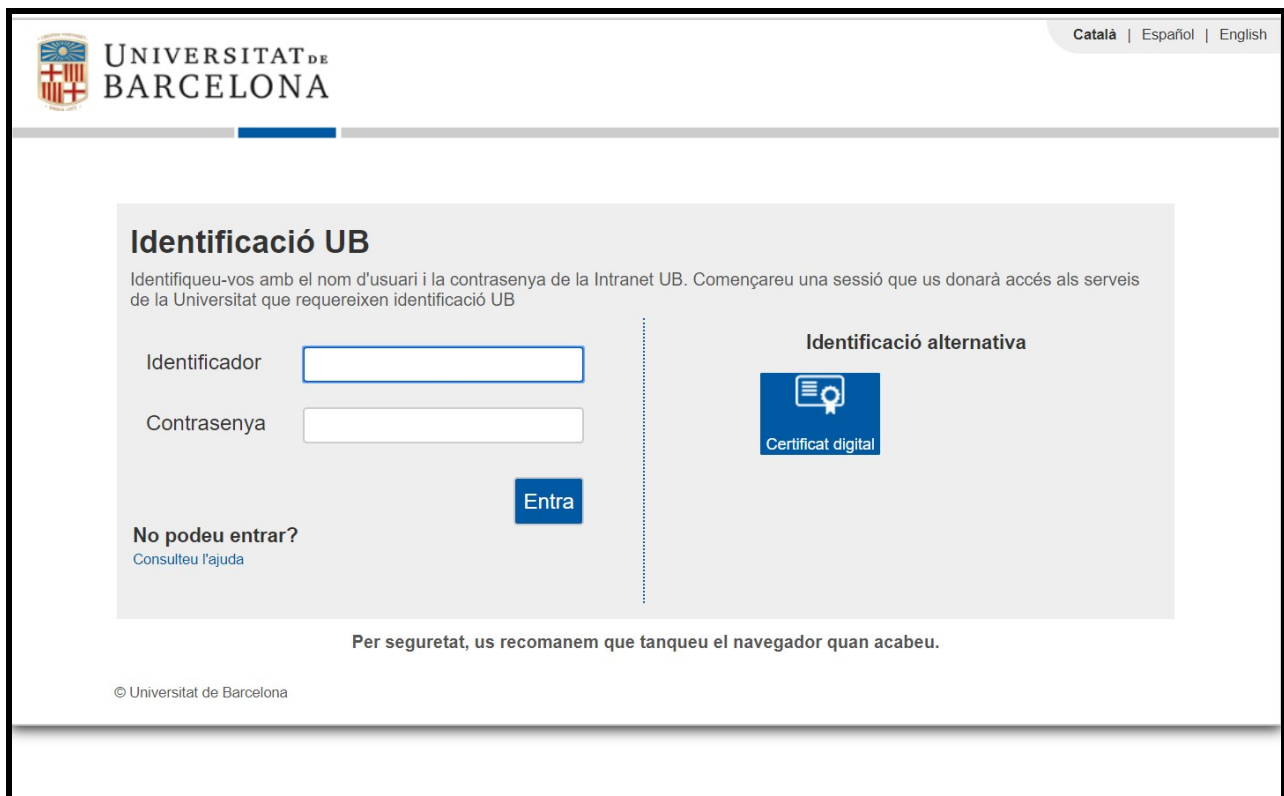 Català | Español | English
UNIVERSITAT DE
BARCELONA
Identificació UB
Identifiqueu-vos amb el nom d'usuari i la contrasenya de la Intranet UB. Començareu una sessió que us donarà accés als serveis
de la Universitat que requereixen identificació UB
Identificador
Contrasenya
Entra
No podeu entrar?
Consulteu l'ajuda
Identificació alternativa
Certificat digital
Per seguretat, us recomanem que tanqueu el navegador quan acabeu.
© Universitat de Barcelona